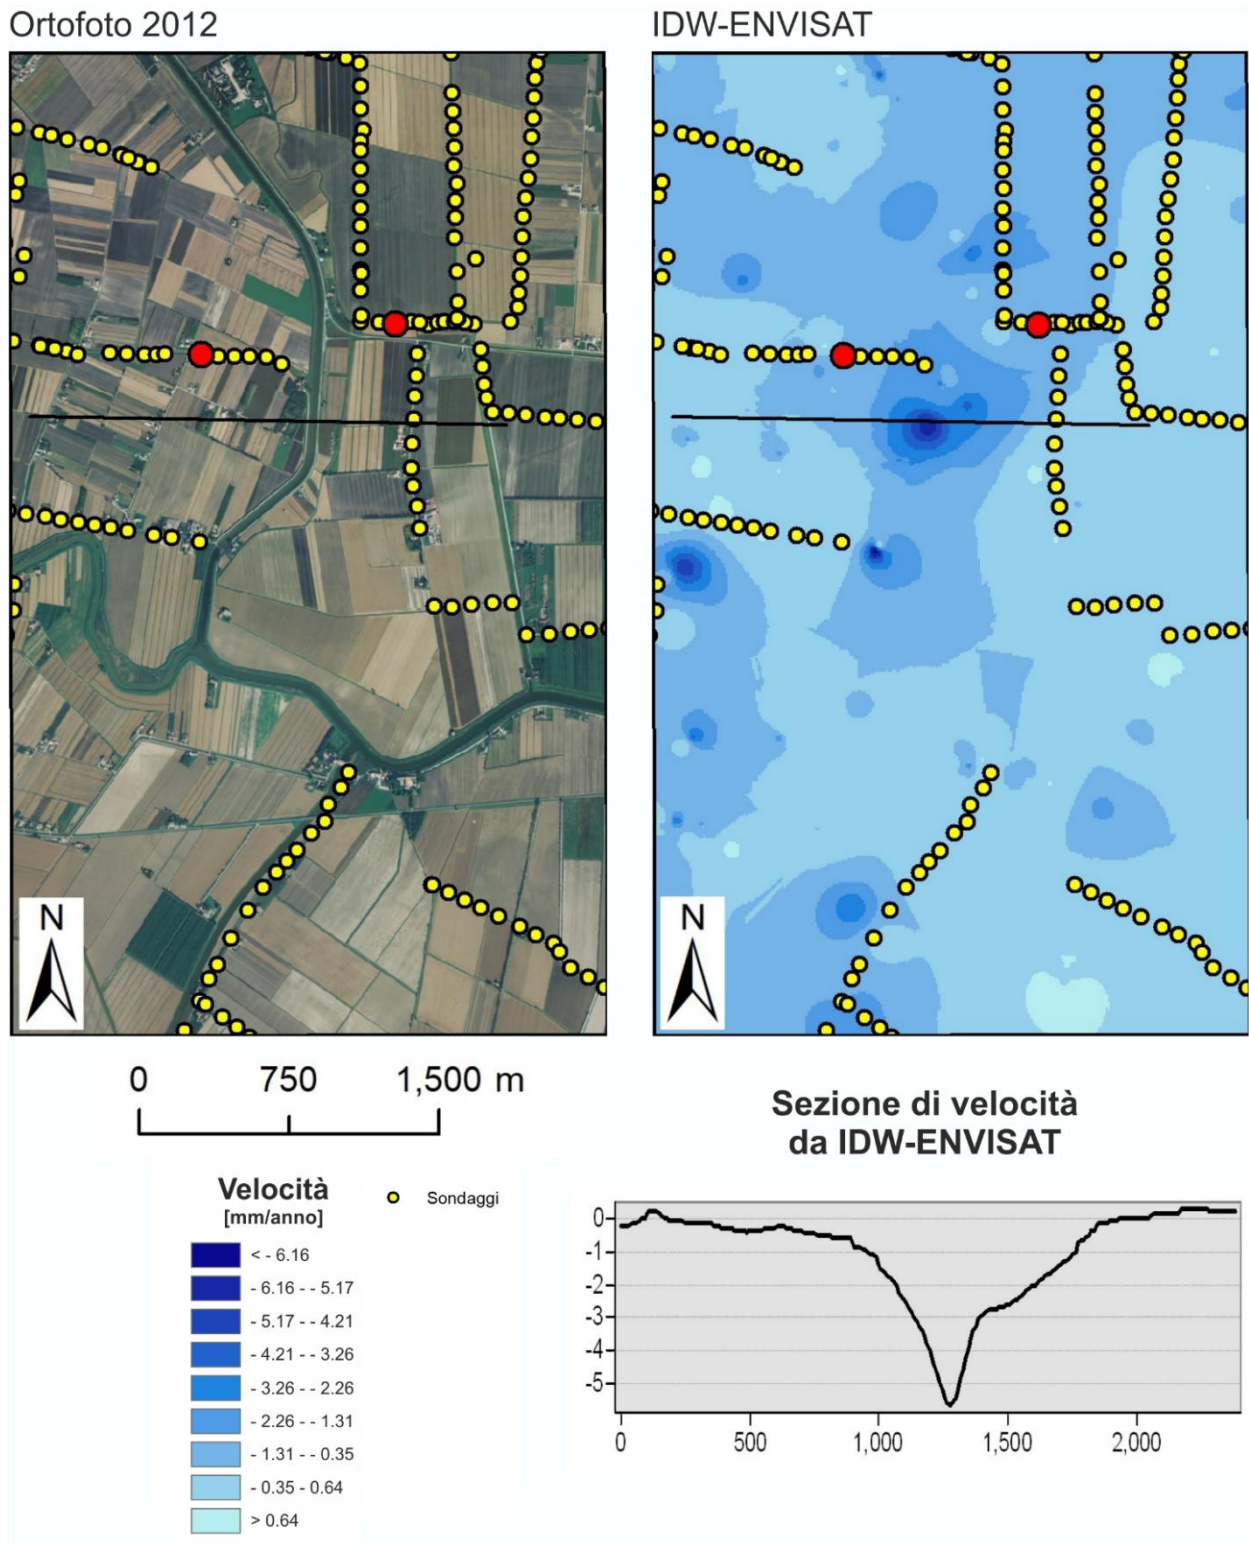 Ortofoto 2012
IDW-ENVISAT
N
N
0 750 1,500 m
Sezione di velocità
da IDW-ENVISAT
Velocità
[mm/anno]
Sondaggi
< - 6.16
- 6.16 - - 5.17
- 5.17 - - 4.21
- 4.21 - - 3.26
- 3.26 - - 2.26
- 2.26 - - 1.31
- 1.31 - - 0.35
- 0.35 - 0.64
> 0.64
0
-1
-2
-3
-4
-5
0 500 1,000 1,500 2,000